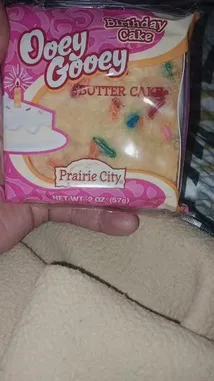 Birthday
Cake
Ooey
Gooey
BUTTER CAKE
Prairie City
NET WT. 2 OZ. (57g)